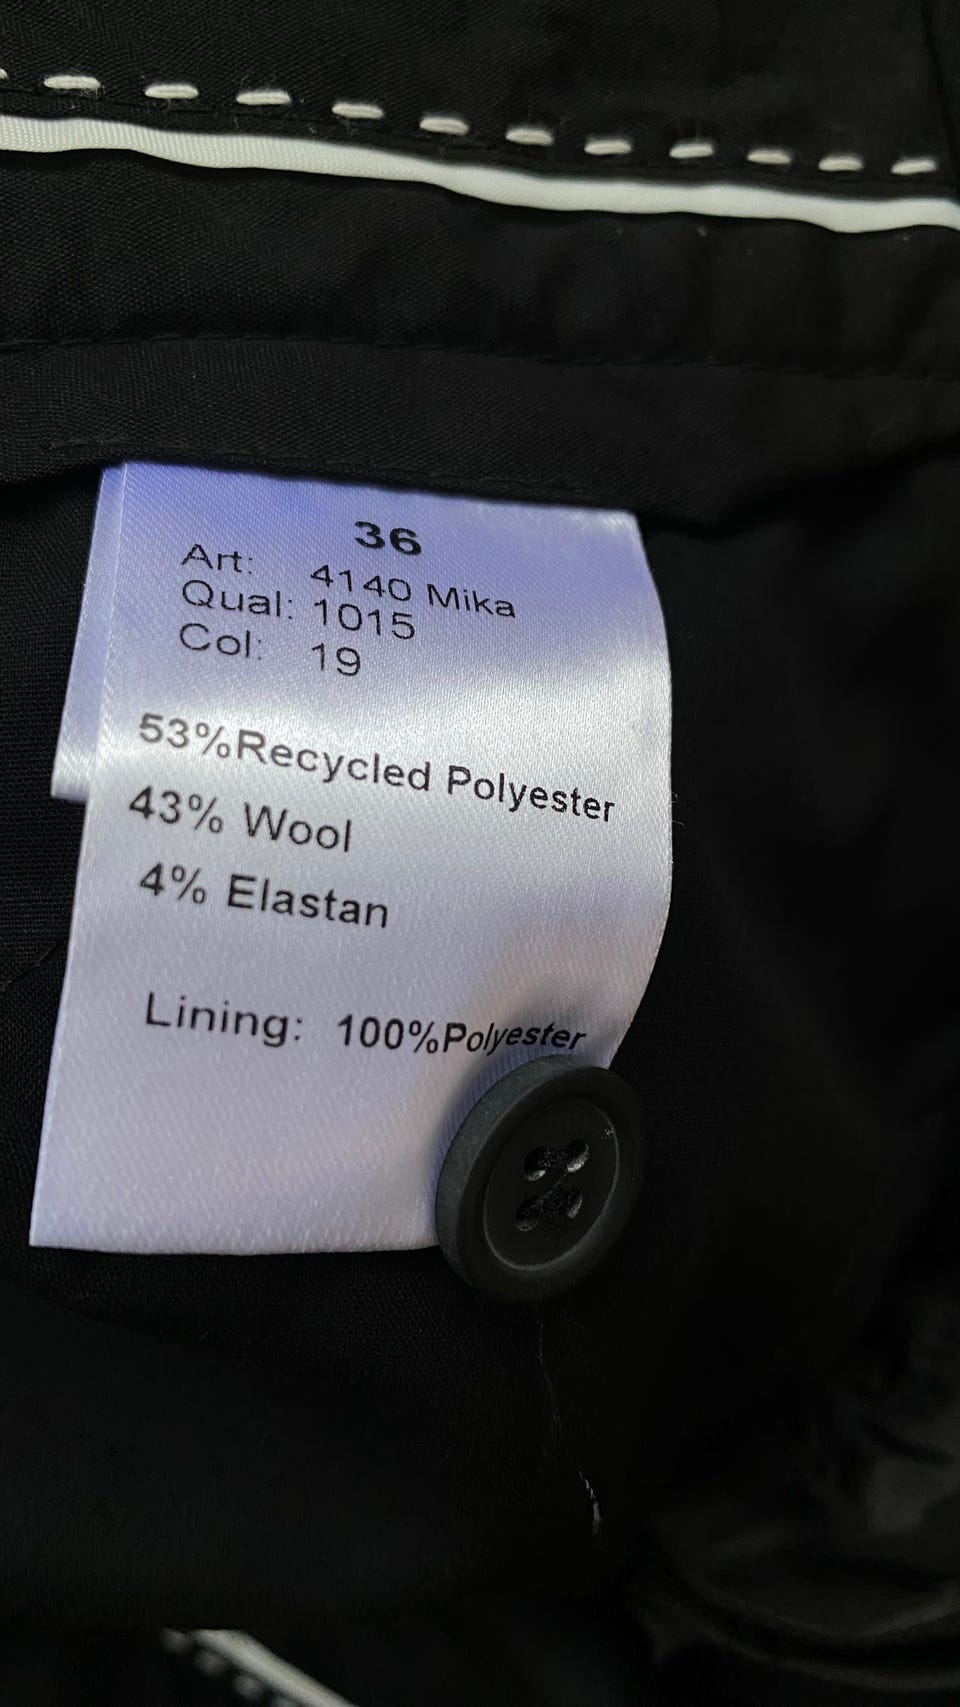 36
Art: 4140 Mika
Qual: 1015
Col: 19
53%Recycled Polyester
43% Wool
4% Elastan
Lining: 100%Polyester